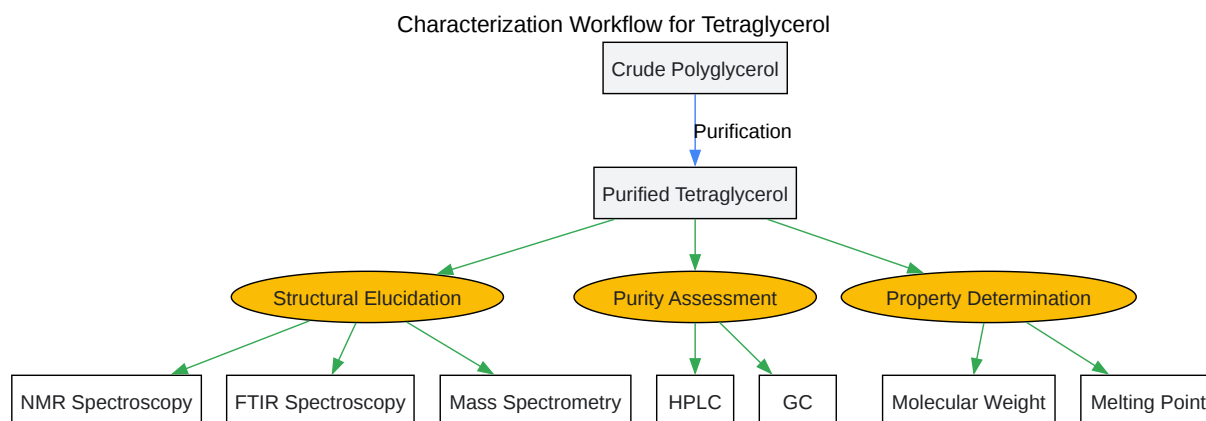 Characterization Workflow for Tetraglycerol
Crude Polyglycerol
Purification
Purified Tetraglycerol
Structural Elucidation
Purity Assessment
Property Determination
NMR Spectroscopy
FTIR Spectroscopy
Mass Spectrometry
HPLC
GC
Molecular Weight
Melting Point